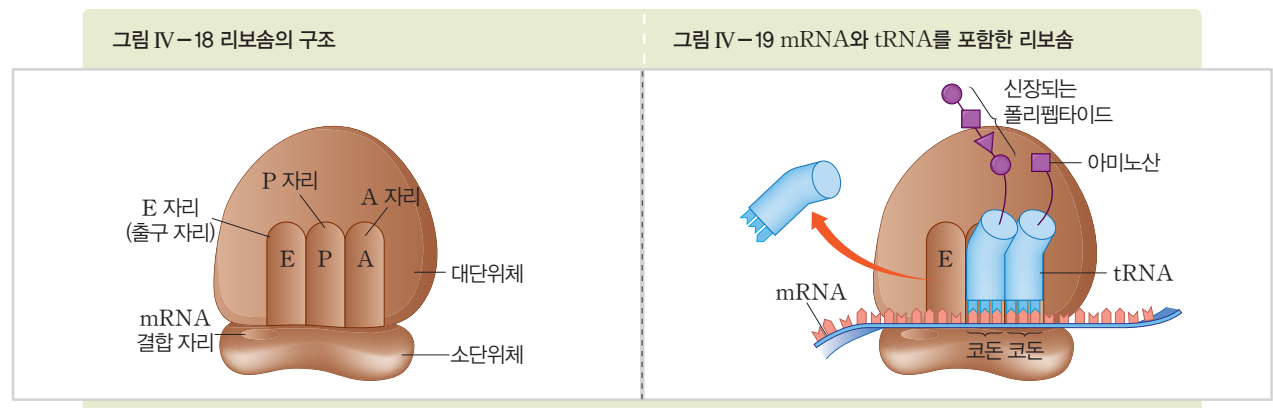 그림 Ⅳ-18 리보솜의 구조
P 자리
A 자리
E 자리
(출구 자리)
E
P
A
대단위체
mRNA
결합 자리
소단위체
그림 Ⅳ-19 mRNA와 tRNA를 포함한 리보솜
신장되는
폴리펩타이드
아미노산
E
tRNA
mRNA
코돈 코돈